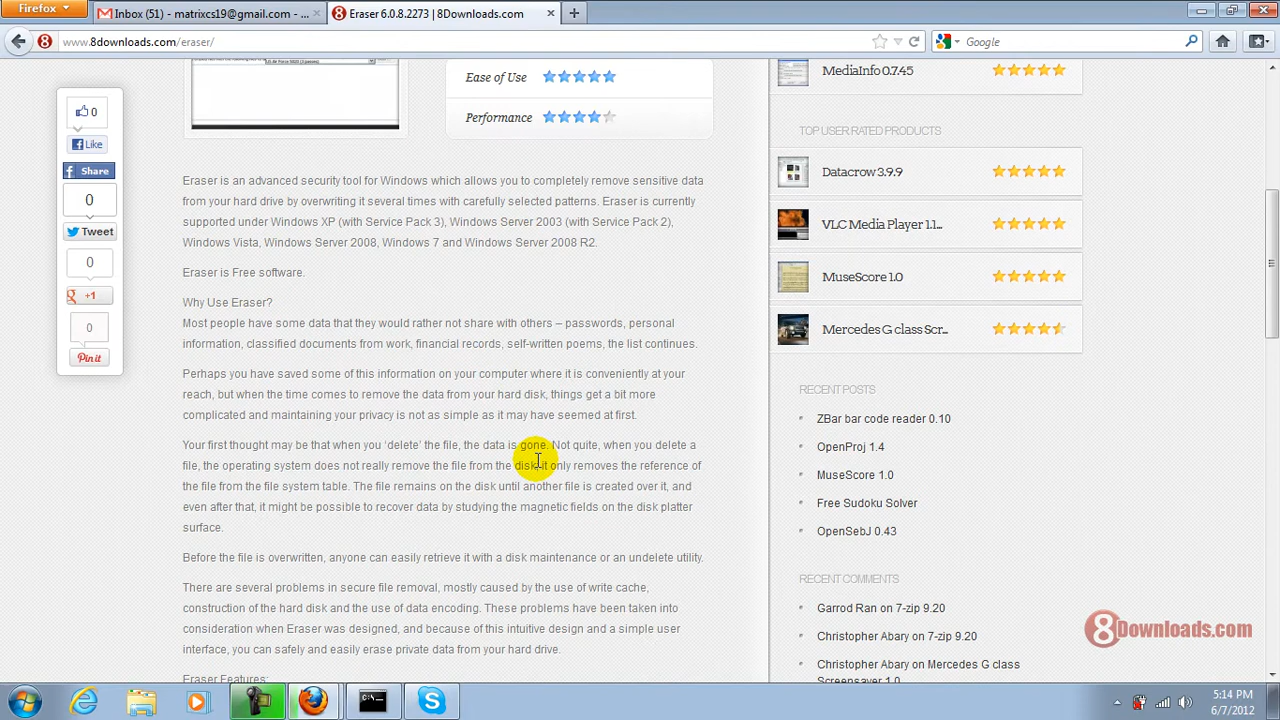 Firefox
Inbox (51) - matrixcs19@gmail.com - ...
Eraser 6.0.8.2273 | 8Downloads.com
www.8downloads.com/eraser/
Google
0
Like
Share
0
Tweet
0
+1
0
Pin it
Ease of Use
Performance
Eraser is an advanced security tool for Windows which allows you to completely remove sensitive data
from your hard drive by overwriting it several times with carefully selected patterns. Eraser is currently
supported under Windows XP (with Service Pack 3), Windows Server 2003 (with Service Pack 2),
Windows Vista, Windows Server 2008, Windows 7 and Windows Server 2008 R2.
Eraser is Free software.
Why Use Eraser?
Most people have some data that they would rather not share with others – passwords, personal
information, classified documents from work, financial records, self-written poems, the list continues.
Perhaps you have saved some of this information on your computer where it is conveniently at your
reach, but when the time comes to remove the data from your hard disk, things get a bit more
complicated and maintaining your privacy is not as simple as it may have seemed at first.
Your first thought may be that when you ‘delete’ the file, the data is gone. Not quite, when you delete a
file, the operating system does not really remove the file from the disk; it only removes the reference of
the file from the file system table. The file remains on the disk until another file is created over it, and
even after that, it might be possible to recover data by studying the magnetic fields on the disk platter
surface.
Before the file is overwritten, anyone can easily retrieve it with a disk maintenance or an undelete utility.
There are several problems in secure file removal, mostly caused by the use of write cache,
construction of the hard disk and the use of data encoding. These problems have been taken into
consideration when Eraser was designed, and because of this intuitive design and a simple user
interface, you can safely and easily erase private data from your hard drive.
Eraser Features:
MediaInfo 0.7.45
TOP USER RATED PRODUCTS
Datacrow 3.9.9
VLC Media Player 1.1...
MuseScore 1.0
Mercedes G class Scr...
RECENT POSTS
ZBar bar code reader 0.10
OpenProj 1.4
MuseScore 1.0
Free Sudoku Solver
OpenSebJ 0.43
RECENT COMMENTS
Garrod Ran on 7-zip 9.20
Christopher Abary on 7-zip 9.20
Christopher Abary on Mercedes G class
Screensaver 1.0
8Downloads.com
5:14 PM
6/7/2012